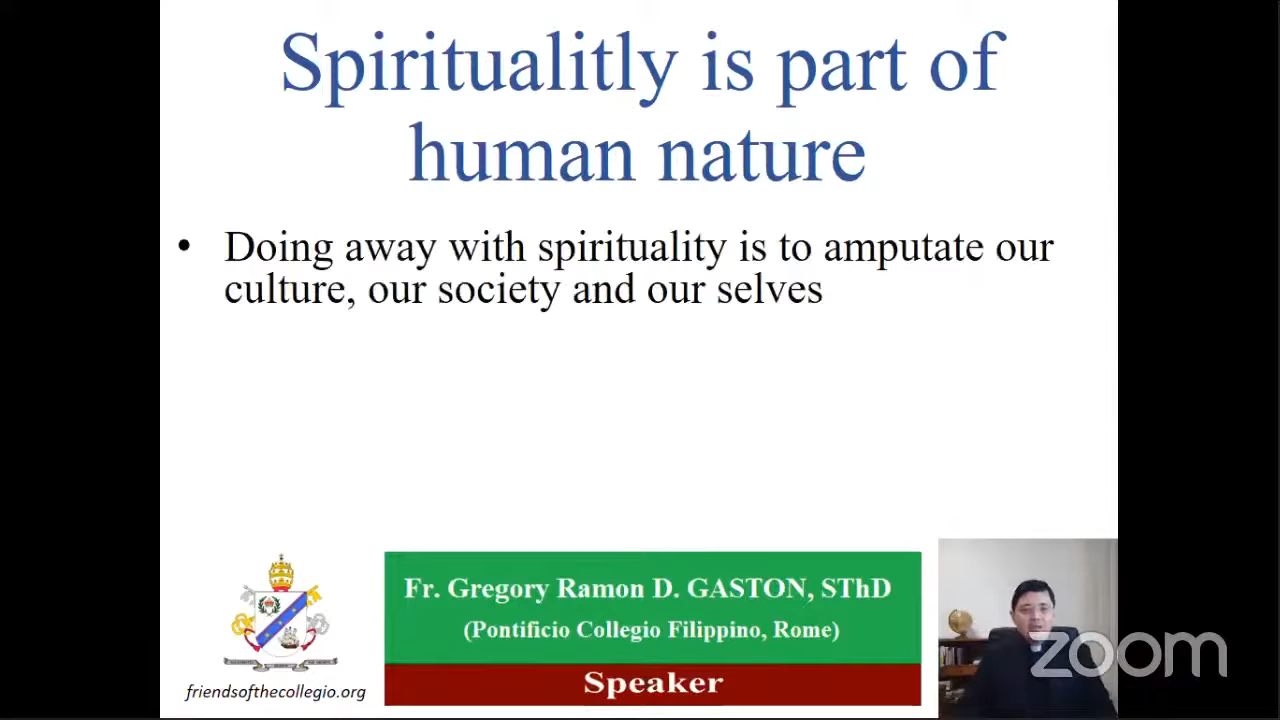 Spiritualitly is part of
human nature
• Doing away with spirituality is to amputate our
culture, our society and our selves
Fr. Gregory Ramon D. GASTON, SThD
(Pontificio Collegio Filippino, Rome)
Speaker
friendsofthecollegio.org
zoom